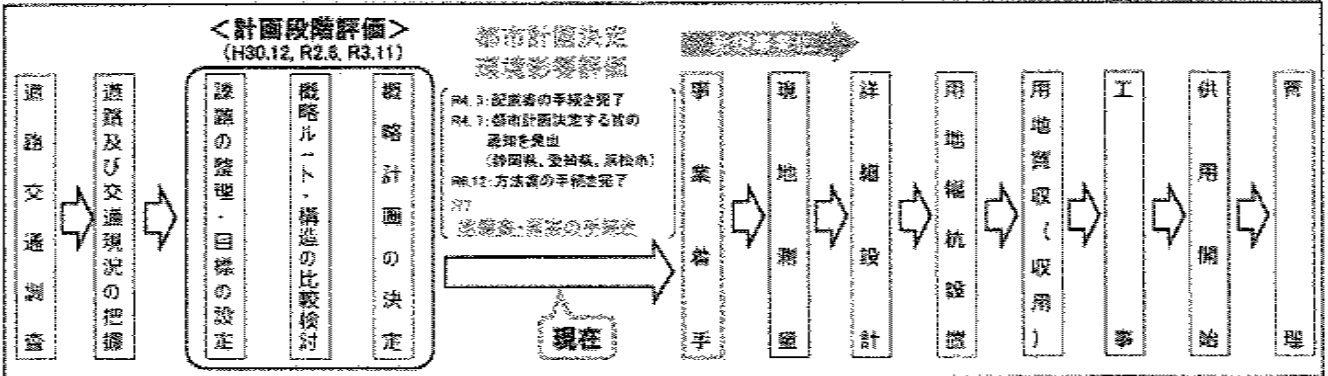 <計画段階評価>
(H30.12, R2.6, R3.11)
都市計画決定
環境影響評価
道路交通調査
道路及び交通現況の把握
課題の整理・目標の設定
概略ルート・構造の比較検討
概略計画の決定
R4.3:配慮書の手続き完了
R4.7:都市計画決定する旨の
通知を発出
(静岡県、愛知県、浜松市)
R6.12:方法書の手続き完了
R7
準備書・原案の手続き
現在
事業着手
現地測量
詳細設計
用地幅杭設置
用地買収(収用)
工事
供用開始
管理